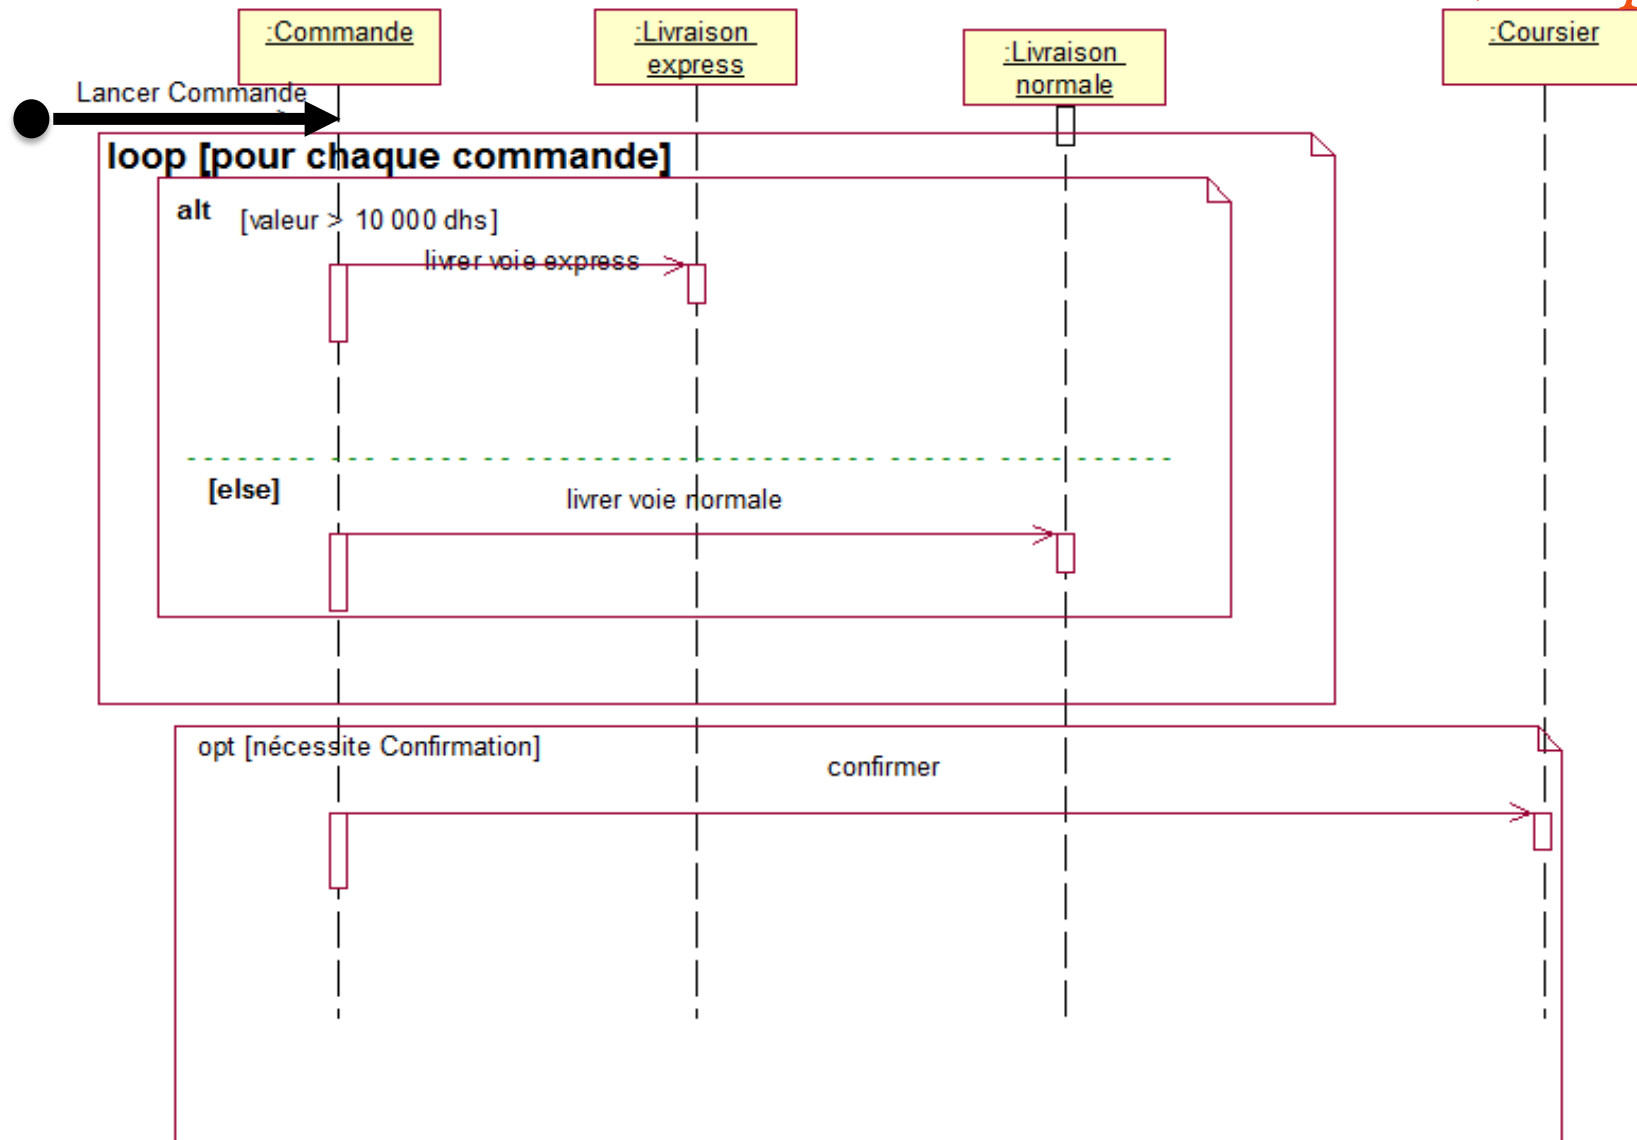 :Commande
:Livraison
express
:Livraison
normale
:Coursier
Lancer Commande
loop [pour chaque commande]
alt [valeur > 10 000 dhs]
livrer voie express
[else]
livrer voie normale
opt [nécessite Confirmation]
confirmer